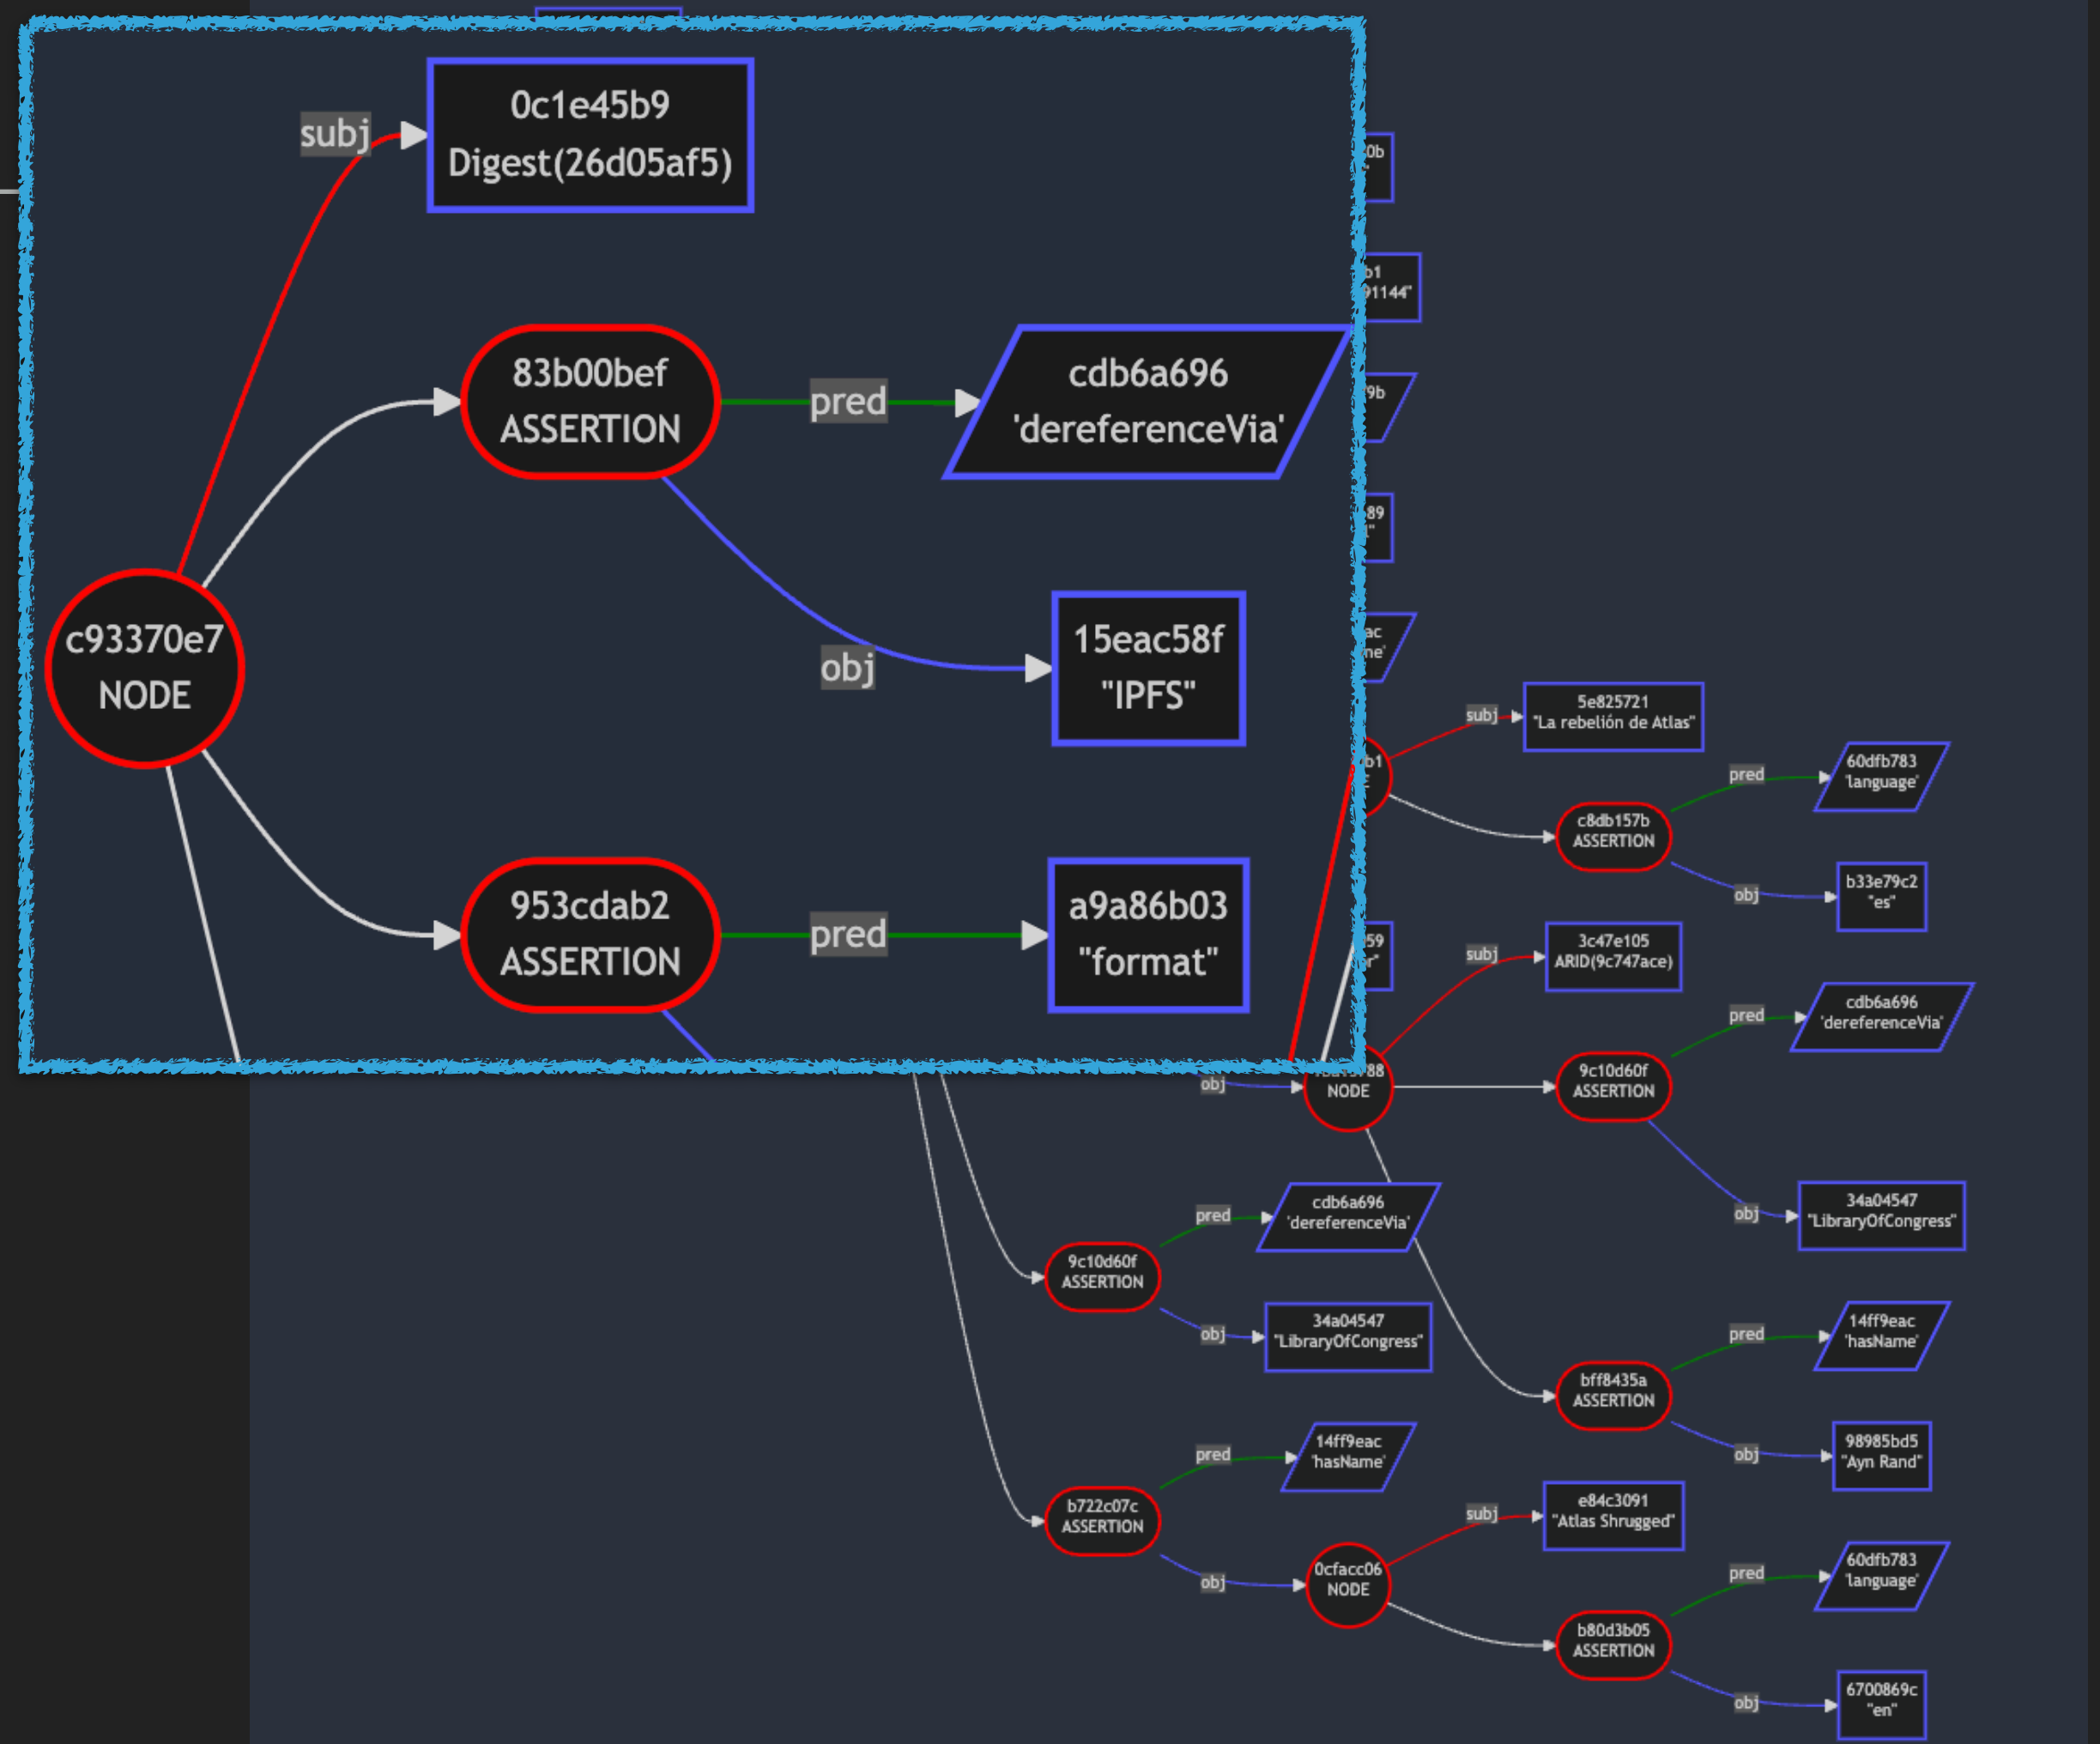 subj
0c1e45b9
Digest(26d05af5)
83b00bef
ASSERTION
pred
cdb6a696
'dereferenceVia'
c93370e7
NODE
obj
15eac58f
"IPFS"
953cdab2
ASSERTION
pred
a9a86b03
"format"
subj
5e825721
"La rebelión de Atlas"
c8db157b
ASSERTION
pred
60dfb783
'language'
obj
b33e79c2
"es"
subj
3c47e105
ARID(9c747ace)
obj
NODE
9c10d60f
ASSERTION
pred
cdb6a696
'dereferenceVia'
obj
34a04547
"LibraryOfCongress"
9c10d60f
ASSERTION
pred
cdb6a696
'dereferenceVia'
obj
34a04547
"LibraryOfCongress"
bff8435a
ASSERTION
pred
14ff9eac
'hasName'
obj
98985bd5
"Ayn Rand"
b722c07c
ASSERTION
pred
14ff9eac
'hasName'
obj
0cfacc06
NODE
subj
e84c3091
"Atlas Shrugged"
b80d3b05
ASSERTION
pred
60dfb783
'language'
obj
6700869c
"en"